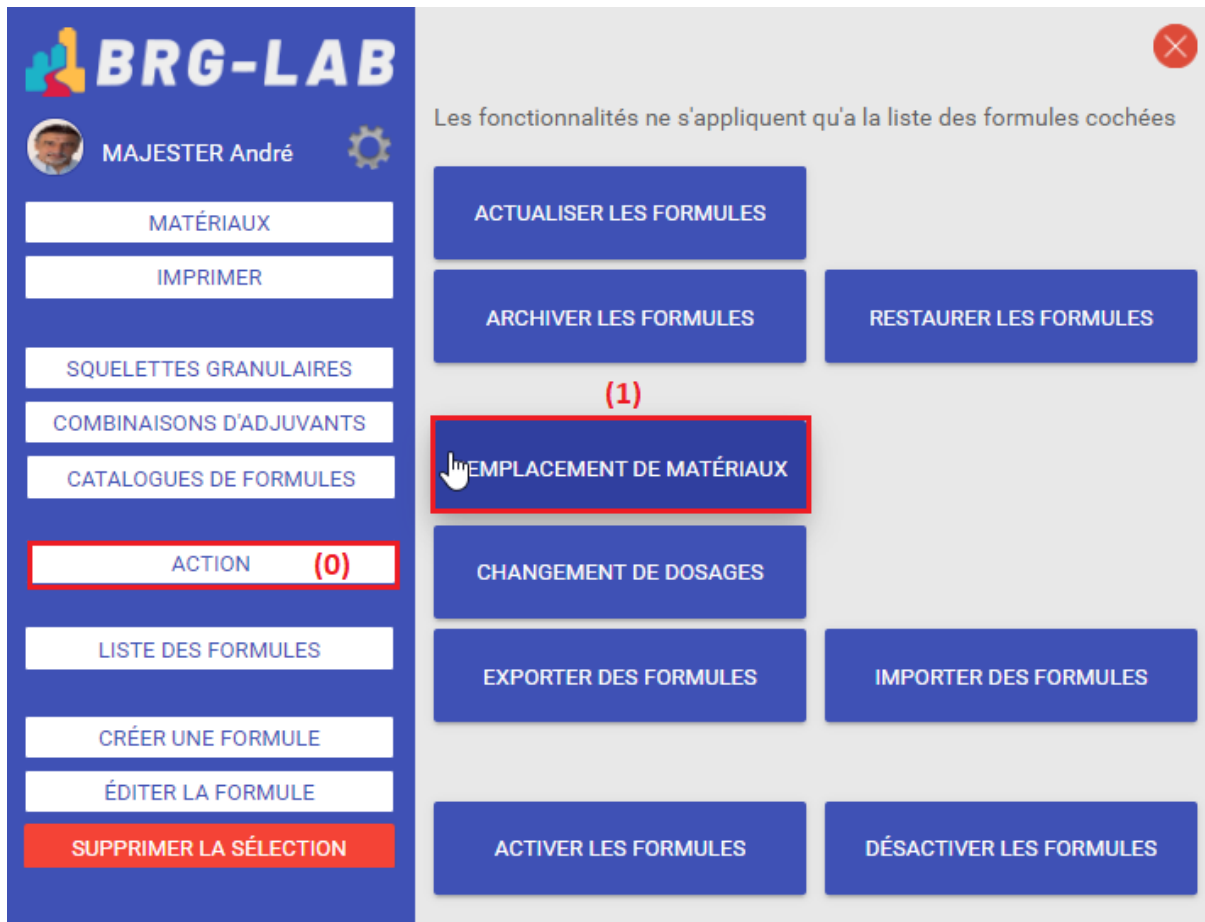 BRG-LAB
MAJESTER André
MATÉRIAUX
IMPRIMER
SQUELETTES GRANULAIRES
COMBINAISONS D'ADJUVANTS
CATALOGUES DE FORMULES
ACTION (0)
LISTE DES FORMULES
CRÉER UNE FORMULE
ÉDITER LA FORMULE
SUPPRIMER LA SÉLECTION
Les fonctionnalités ne s'appliquent qu'a la liste des formules cochées
ACTUALISER LES FORMULES
ARCHIVER LES FORMULES
RESTAURER LES FORMULES
(1)
EMPLACEMENT DE MATÉRIAUX
CHANGEMENT DE DOSAGES
EXPORTER DES FORMULES
IMPORTER DES FORMULES
ACTIVER LES FORMULES
DÉSACTIVER LES FORMULES